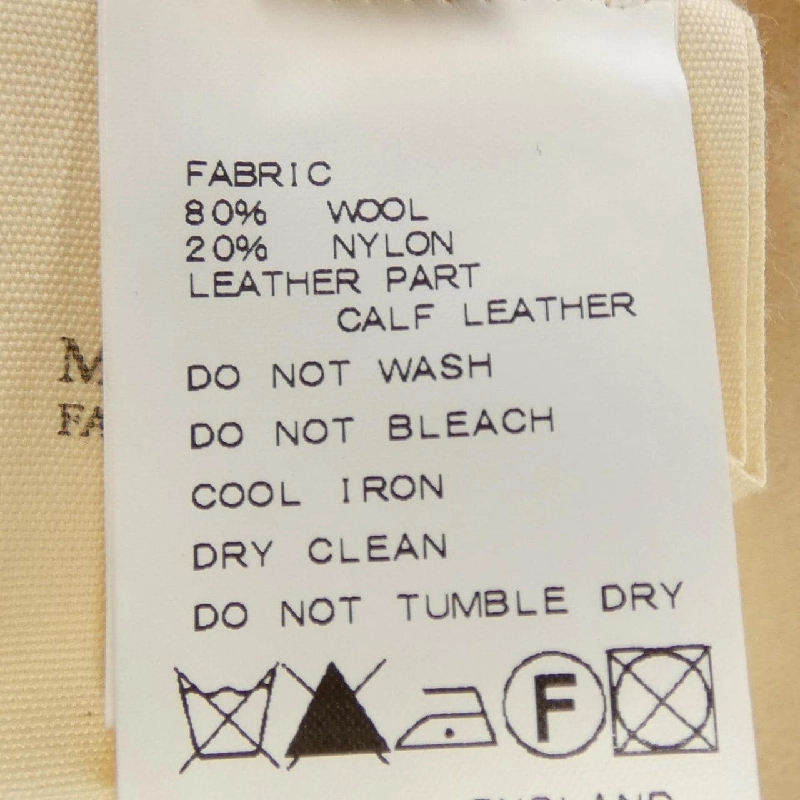 FABRIC
80% WOOL
20% NYLON
LEATHER PART
CALF LEATHER
DO NOT WASH
DO NOT BLEACH
COOL IRON
DRY CLEAN
DO NOT TUMBLE DRY
F